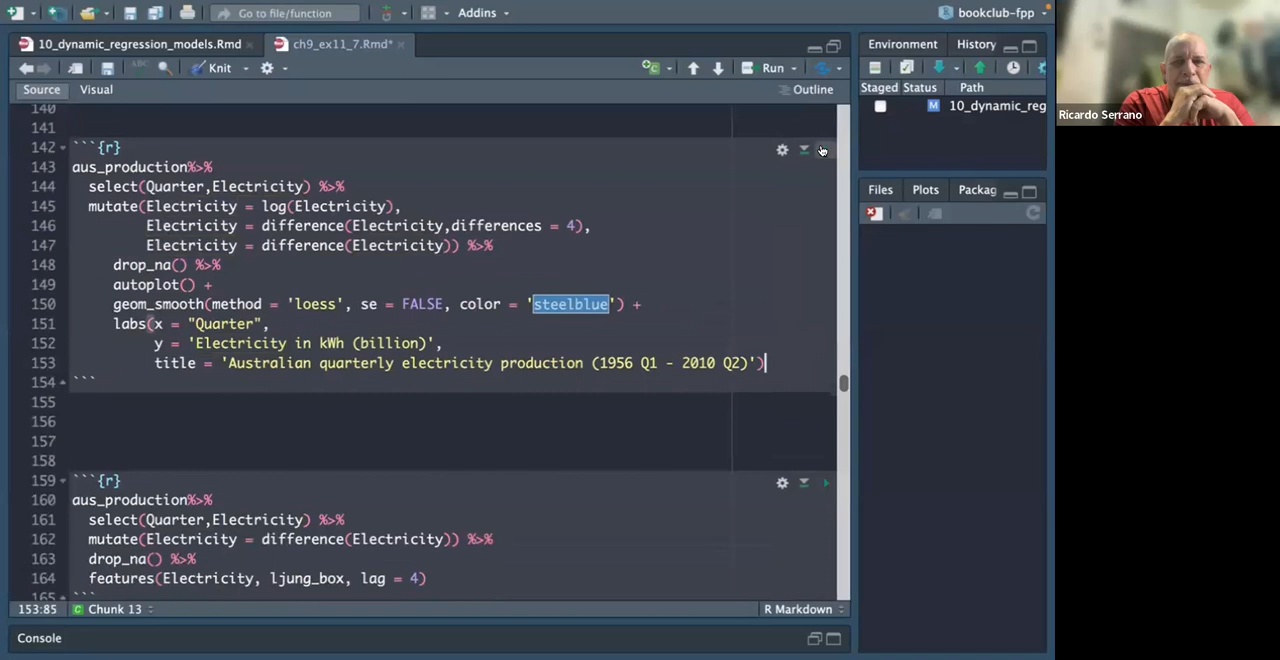 Go to file/function
Addins
bookclub-fpp
10_dynamic_regression_models.Rmd
ch9_ex11_7.Rmd*
Environment History
ABC Knit Run
Source Visual Outline
Staged Status Path
M 10_dynamic_reg
140
141
142 ```{r}
143 aus_production%>%
144 select(Quarter,Electricity) %>%
145 mutate(Electricity = log(Electricity),
146 Electricity = difference(Electricity,differences = 4),
147 Electricity = difference(Electricity)) %>%
148 drop_na() %>%
149 autoplot() +
150 geom_smooth(method = 'loess', se = FALSE, color = 'steelblue') +
151 labs(x = "Quarter",
152 y = 'Electricity in kWh (billion)',
153 title = 'Australian quarterly electricity production (1956 Q1 - 2010 Q2)')
154 ```
155
156
157
158
159 ```{r}
160 aus_production%>%
161 select(Quarter,Electricity) %>%
162 mutate(Electricity = difference(Electricity)) %>%
163 drop_na() %>%
164 features(Electricity, ljung_box, lag = 4)
165 ```
153:85 C Chunk 13 R Markdown
Console
Files Plots Packag
Ricardo Serrano